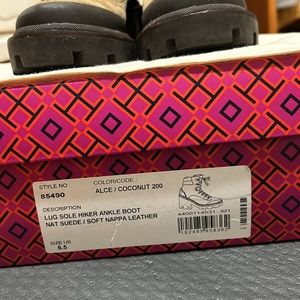 STYLE NO
85490
COLOR/CODE
ALCE / COCONUT 200
DESCRIPTION
LUG SOLE HIKER ANKLE BOOT
NAT SUEDE / SOFT NAPPA LEATHER
SIZE US
6.5